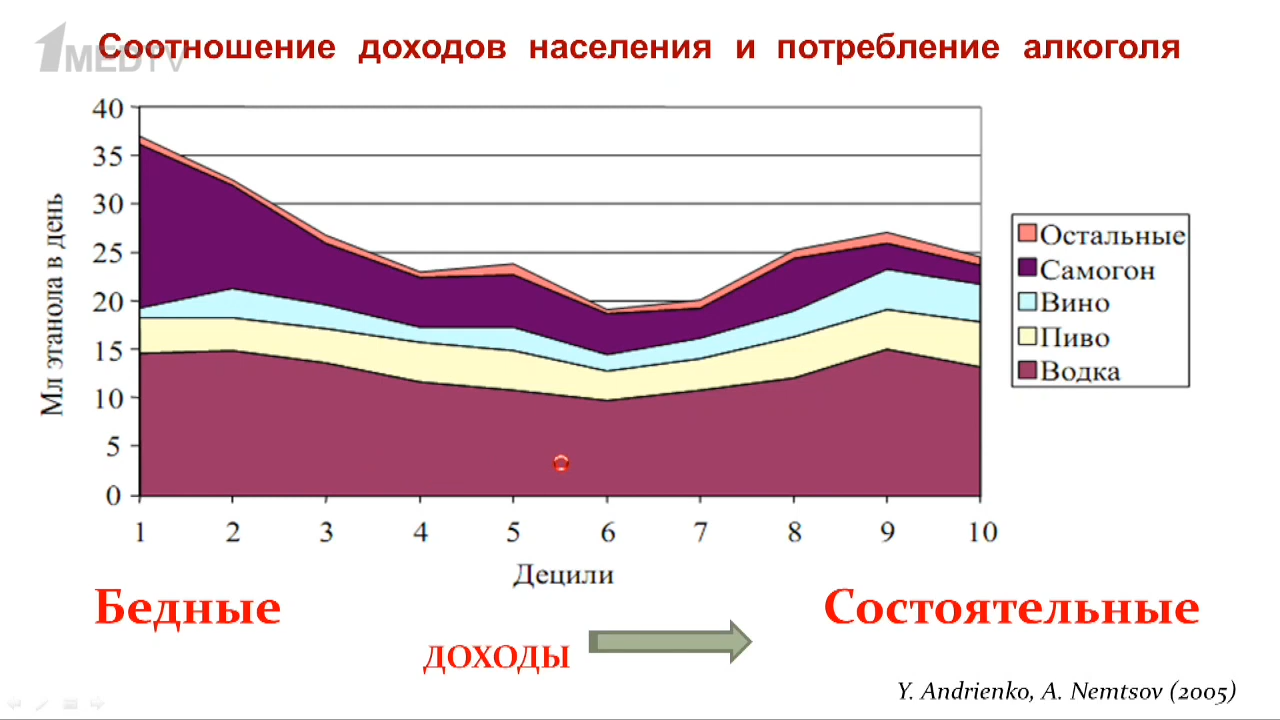 Соотношение доходов населения и потребление алкоголя
1MEDTV
40
35
30
25
20
15
10
5
0
Мл этанола в день
1 2 3 4 5 6 7 8 9 10
Децили
Остальные
Самогон
Вино
Пиво
Водка
Бедные
Состоятельные
ДОХОДЫ
Y. Andrienko, A. Nemtsov (2005)